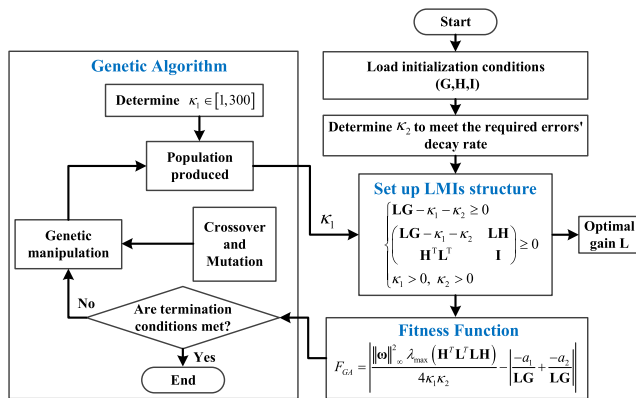 Start
Genetic Algorithm
Load initialization conditions
(G,H,I)
Determine κ₁ ∈ [1,300]
Determine κ₂ to meet the required errors'
decay rate
Population
produced
Set up LMIs structure
κ₁
LG − κ₁ − κ₂ ≥ 0
( LG − κ₁ − κ₂ LH
HᵀLᵀ I ) ≥ 0
κ₁ > 0, κ₂ > 0
Optimal
gain L
Genetic
manipulation
Crossover
and
Mutation
No
Are termination
conditions met?
Yes
End
Fitness Function
F_GA = | ‖ω‖²_∞ λ_max (HᵀLᵀLH) / 4κ₁κ₂ − | −a₁ / LG + −a₂ / LG | |